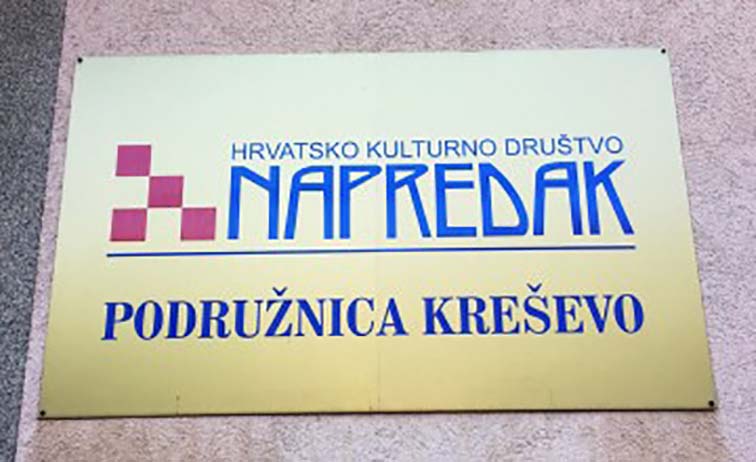 HRVATSKO KULTURNO DRUŠTVO
NAPREDAK
PODRUŽNICA KREŠEVO